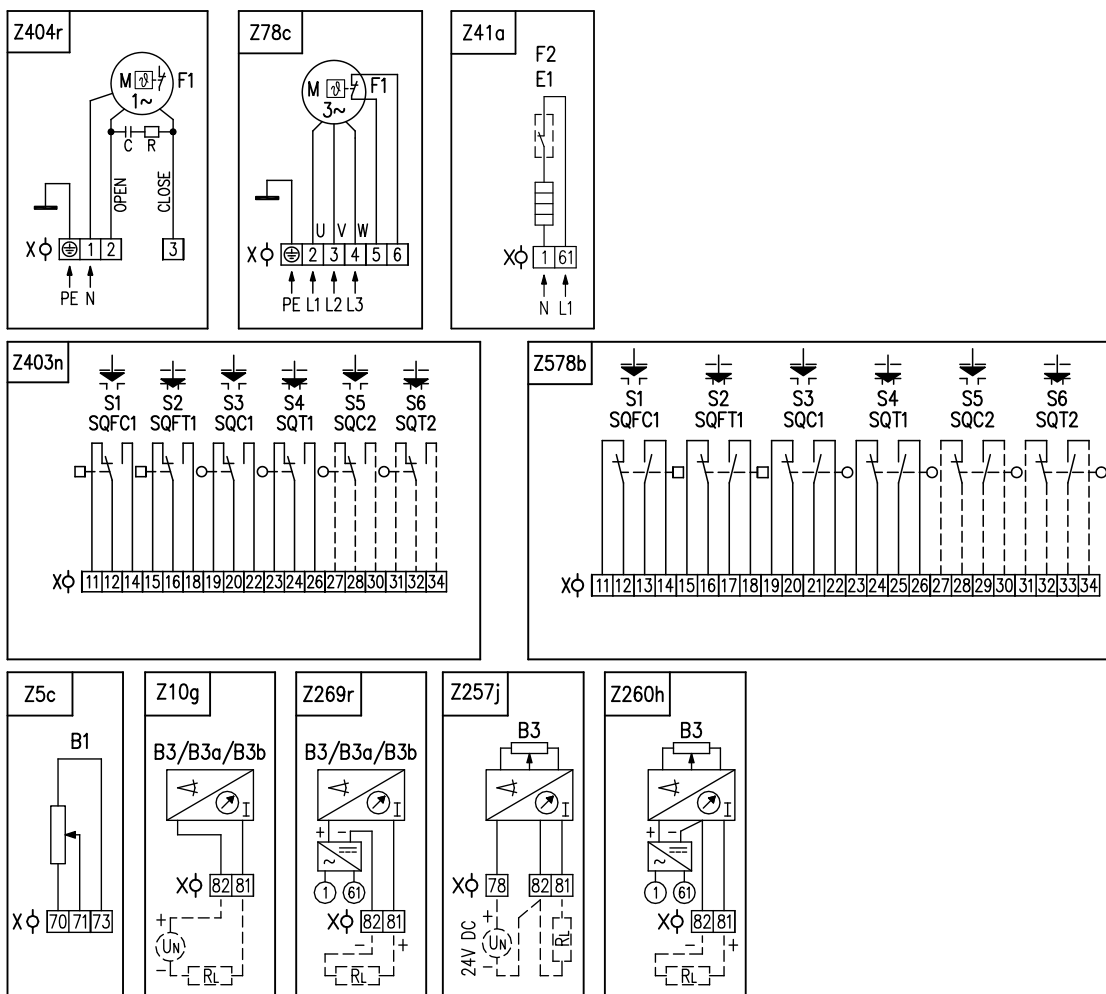 Z404r
M ϑ F1
1~
C R
OPEN
CLOSE
X 1 2 3
PE N
Z78c
M ϑ F1
3~
U V W
X 2 3 4 5 6
PE L1 L2 L3
Z41a
F2
E1
X 1 61
N L1
Z403n
S1 S2 S3 S4 S5 S6
SQFC1 SQFT1 SQC1 SQT1 SQC2 SQT2
X 11 12 14 15 16 18 19 20 22 23 24 26 27 28 30 31 32 34
Z578b
S1 S2 S3 S4 S5 S6
SQFC1 SQFT1 SQC1 SQT1 SQC2 SQT2
X 11 12 13 14 15 16 17 18 19 20 21 22 23 24 25 26 27 28 29 30 31 32 33 34
Z5c
B1
X 70 71 73
Z10g
B3/B3a/B3b
I
X 82 81
+
UN
-
RL
Z269r
B3/B3a/B3b
I
+ -
~
1 61
X 82 81
- +
RL
Z257j
B3
I
X 78 82 81
24V DC
+
UN
-
RL
Z260h
B3
I
+ -
~
1 61
X 82 81
- +
RL